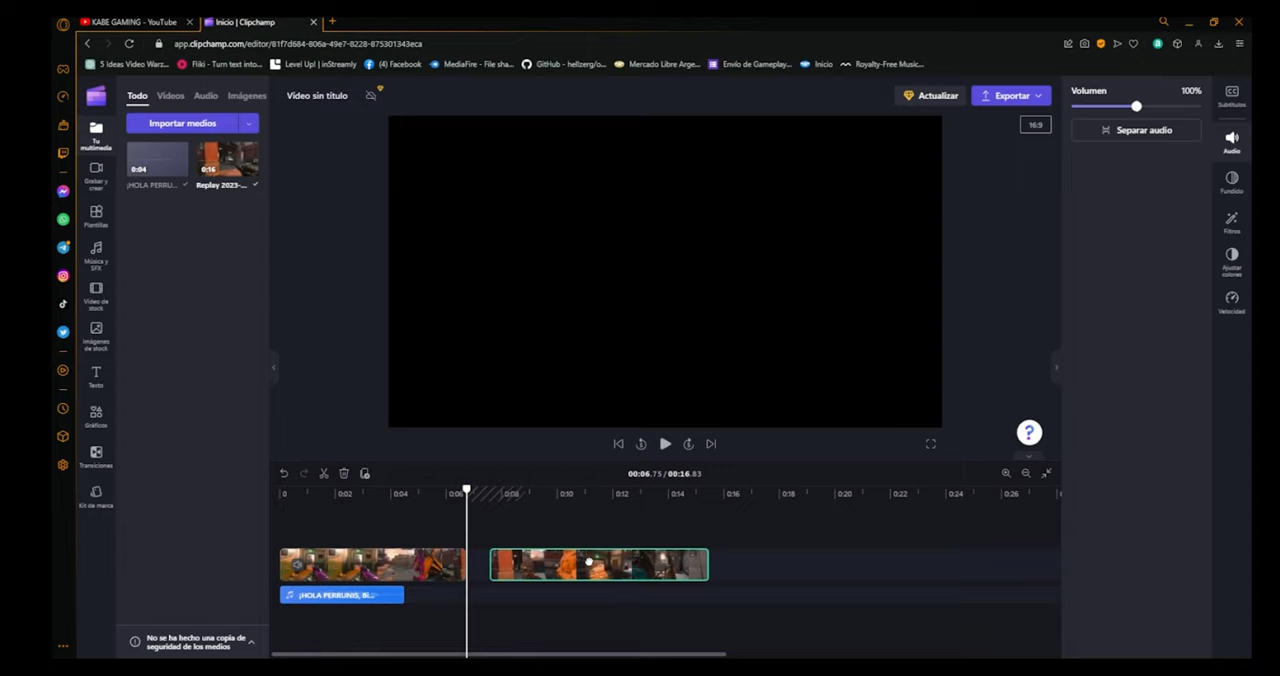 KABE GAMING - YouTube
Inicio | Clipchamp
app.clipchamp.com/editor/81f7d684-806a-49e7-8228-875301343eca
5 Ideas Video Warz...
Fliki - Turn text into...
Level Up! | inStreamly
(4) Facebook
MediaFire - File sha...
GitHub - hellzerg/o...
Mercado Libre Arge...
Envío de Gameplay...
Inicio
Royalty-Free Music...
Todo
Videos
Audio
Imágenes
Vídeo sin título
Actualizar
Exportar
Volumen
100%
Subtítulos
Importar medios
16:9
Separar audio
Tu
multimedia
Audio
0:04
0:16
¡HOLA PERRU...
Replay 2023-...
Grabar y
crear
Fundido
Plantillas
Filtros
Música y
SFX
Ajustar
colores
Vídeo de
stock
Velocidad
Imágenes
de stock
Texto
Gráficos
?
Transiciones
00:06.75 / 00:16.83
Kit de marca
0
0:02
0:04
0:06
0:08
0:10
0:12
0:14
0:16
0:18
0:20
0:22
0:24
0:26
¡HOLA PERRUNIS, BI...
No se ha hecho una copia de
seguridad de los medios